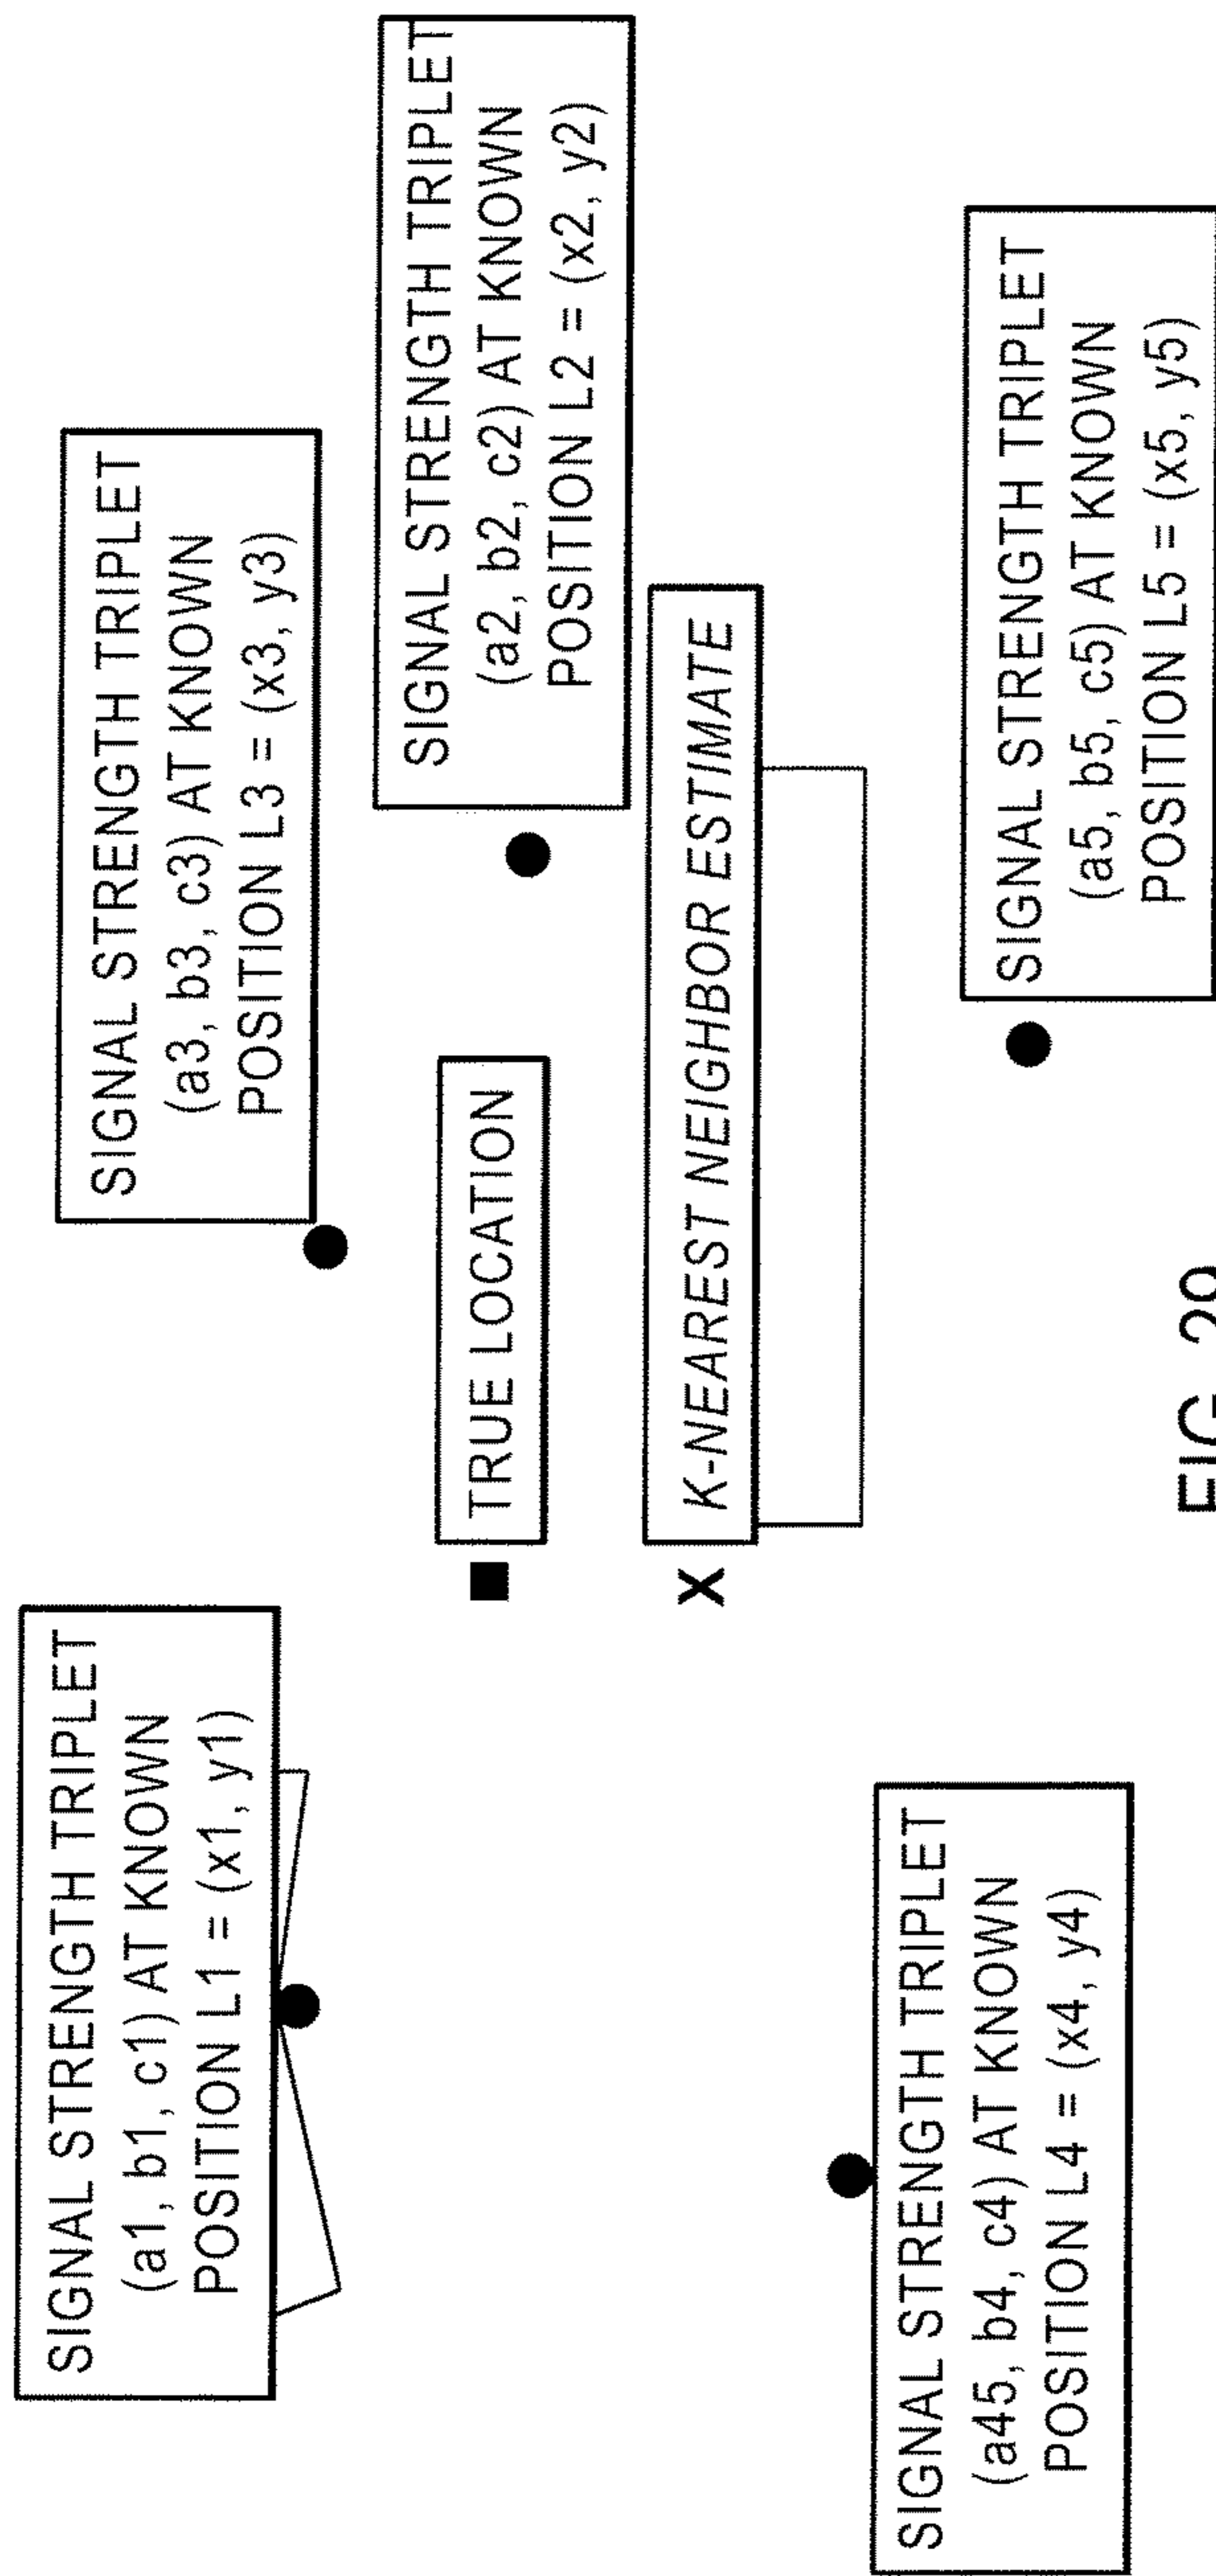 SIGNAL STRENGTH TRIPLET
(a1, b1, c1) AT KNOWN
POSITION L1 = (x1, y1)
SIGNAL STRENGTH TRIPLET
(a3, b3, c3) AT KNOWN
POSITION L3 = (x3, y3)
SIGNAL STRENGTH TRIPLET
(a2, b2, c2) AT KNOWN
POSITION L2 = (x2, y2)
TRUE LOCATION
X K-NEAREST NEIGHBOR ESTIMATE
SIGNAL STRENGTH TRIPLET
(a45, b4, c4) AT KNOWN
POSITION L4 = (x4, y4)
SIGNAL STRENGTH TRIPLET
(a5, b5, c5) AT KNOWN
POSITION L5 = (x5, y5)
FIG.